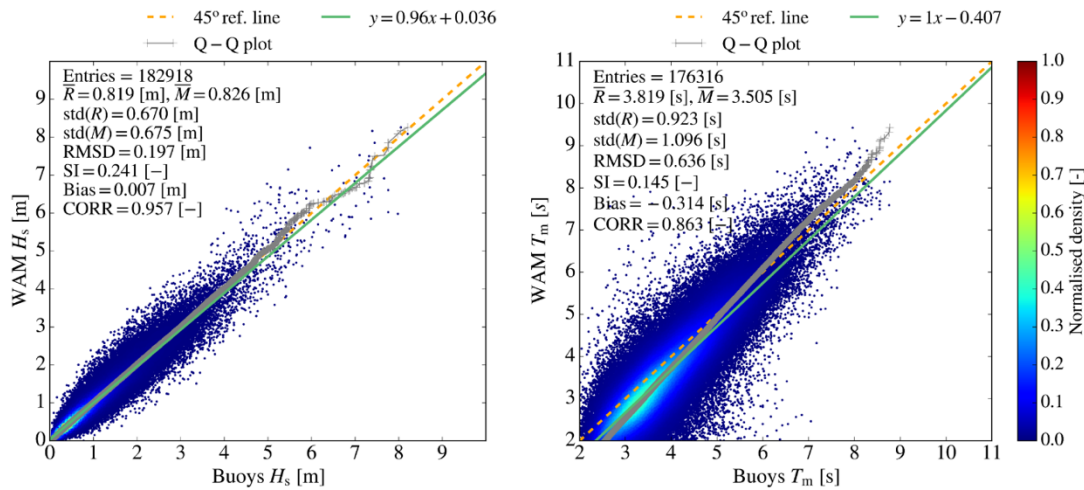 45° ref. line
y=0.96x+0.036
Q−Q plot
Entries=182918
R=0.819 [m], M=0.826 [m]
std(R)=0.670 [m]
std(M)=0.675 [m]
RMSD=0.197 [m]
SI=0.241 [−]
Bias=0.007 [m]
CORR=0.957 [−]
WAM Hs [m]
9
8
7
6
5
4
3
2
1
0
0 1 2 3 4 5 6 7 8 9
Buoys Hs [m]
45° ref. line
y=1x−0.407
Q−Q plot
Entries=176316
R=3.819 [s], M=3.505 [s]
std(R)=0.923 [s]
std(M)=1.096 [s]
RMSD=0.636 [s]
SI=0.145 [−]
Bias=−0.314 [s]
CORR=0.863 [−]
WAM Tm [s]
11
10
9
8
7
6
5
4
3
2
2 3 4 5 6 7 8 9 10 11
Buoys Tm [s]
1.0
0.9
0.8
0.7
0.6
0.5
0.4
0.3
0.2
0.1
0.0
Normalised density [-]